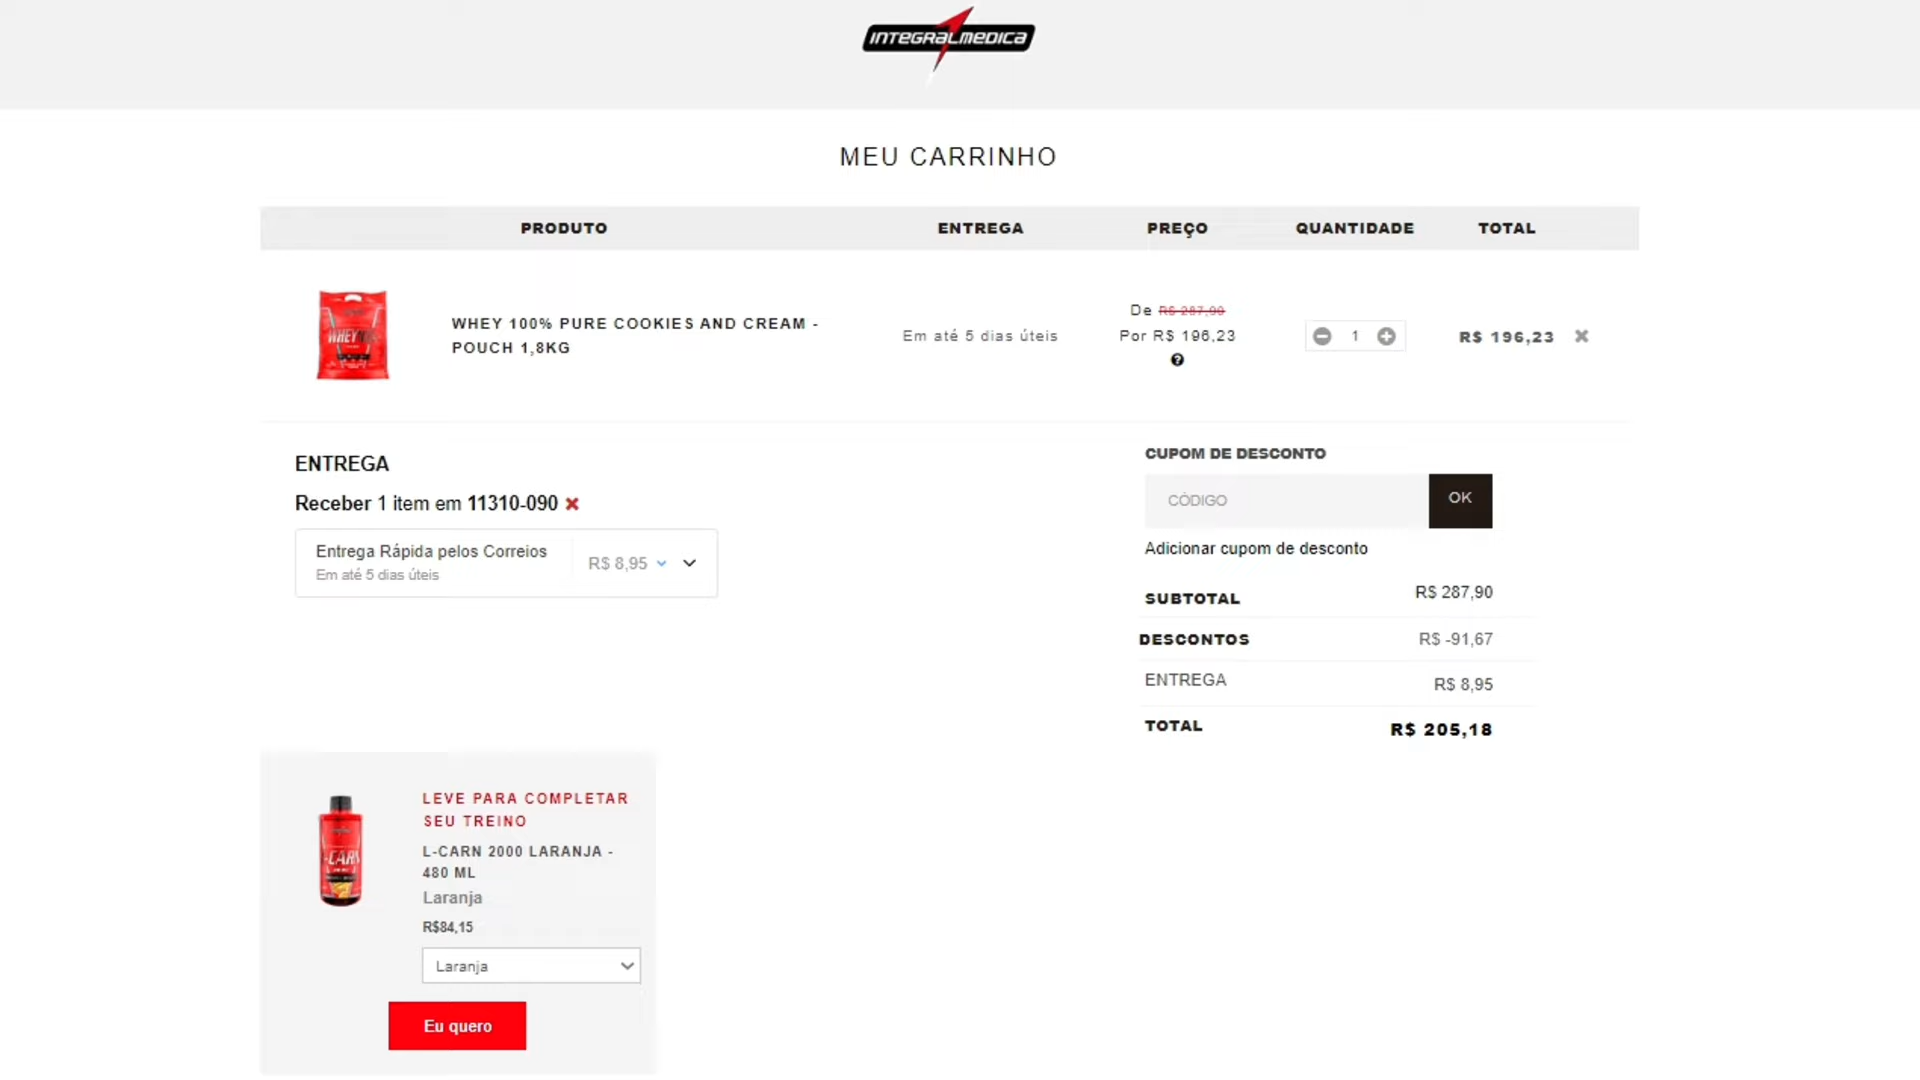 INTEGRALMEDICA
MEU CARRINHO
PRODUTO ENTREGA PREÇO QUANTIDADE TOTAL
WHEY 100% PURE COOKIES AND CREAM -
POUCH 1,8KG
Em até 5 dias úteis
De R$ 287,90
Por R$ 196,23
1
R$ 196,23
ENTREGA
Receber 1 item em 11310-090
Entrega Rápida pelos Correios
Em até 5 dias úteis
R$ 8,95
CUPOM DE DESCONTO
CÓDIGO
OK
Adicionar cupom de desconto
SUBTOTAL R$ 287,90
DESCONTOS R$ -91,67
ENTREGA R$ 8,95
TOTAL R$ 205,18
LEVE PARA COMPLETAR
SEU TREINO
L-CARN 2000 LARANJA -
480 ML
Laranja
R$84,15
Laranja
Eu quero